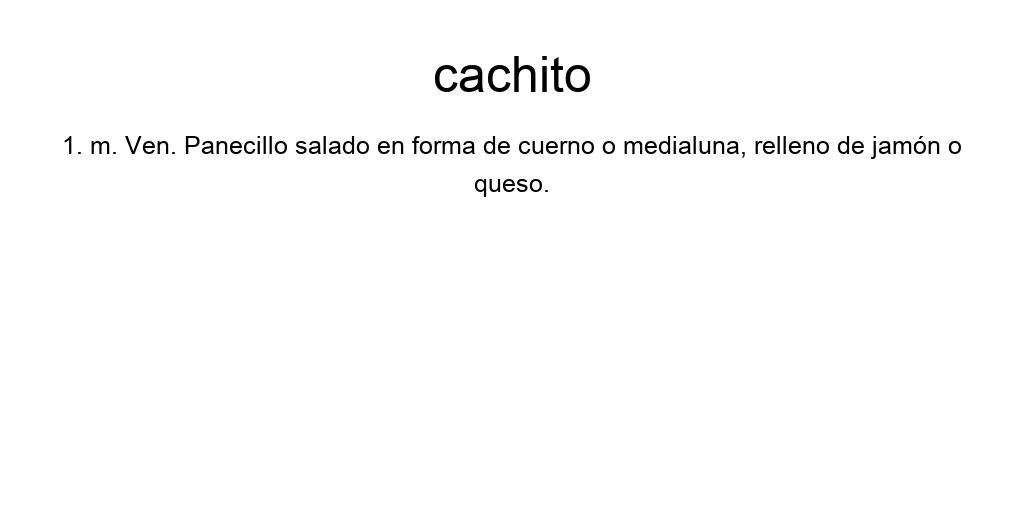 cachito
1. m. Ven. Panecillo salado en forma de cuerno o medialuna, relleno de jamón o
queso.